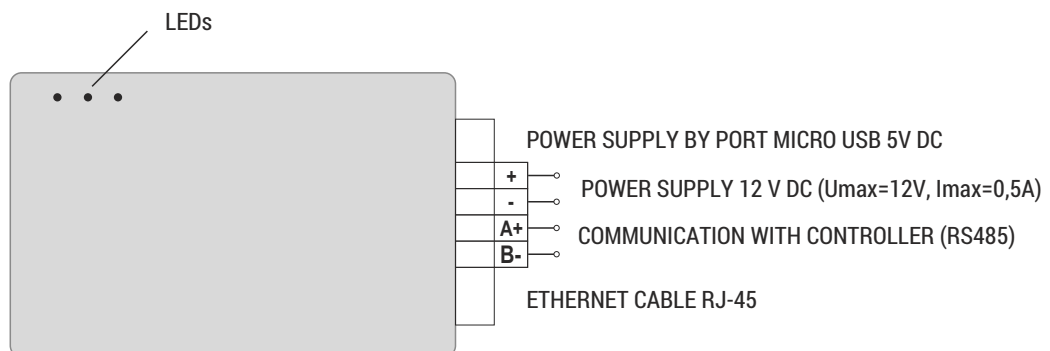 LEDs
POWER SUPPLY BY PORT MICRO USB 5V DC
+
POWER SUPPLY 12 V DC (Umax=12V, Imax=0,5A)
-
A+
COMMUNICATION WITH CONTROLLER (RS485)
B-
ETHERNET CABLE RJ-45